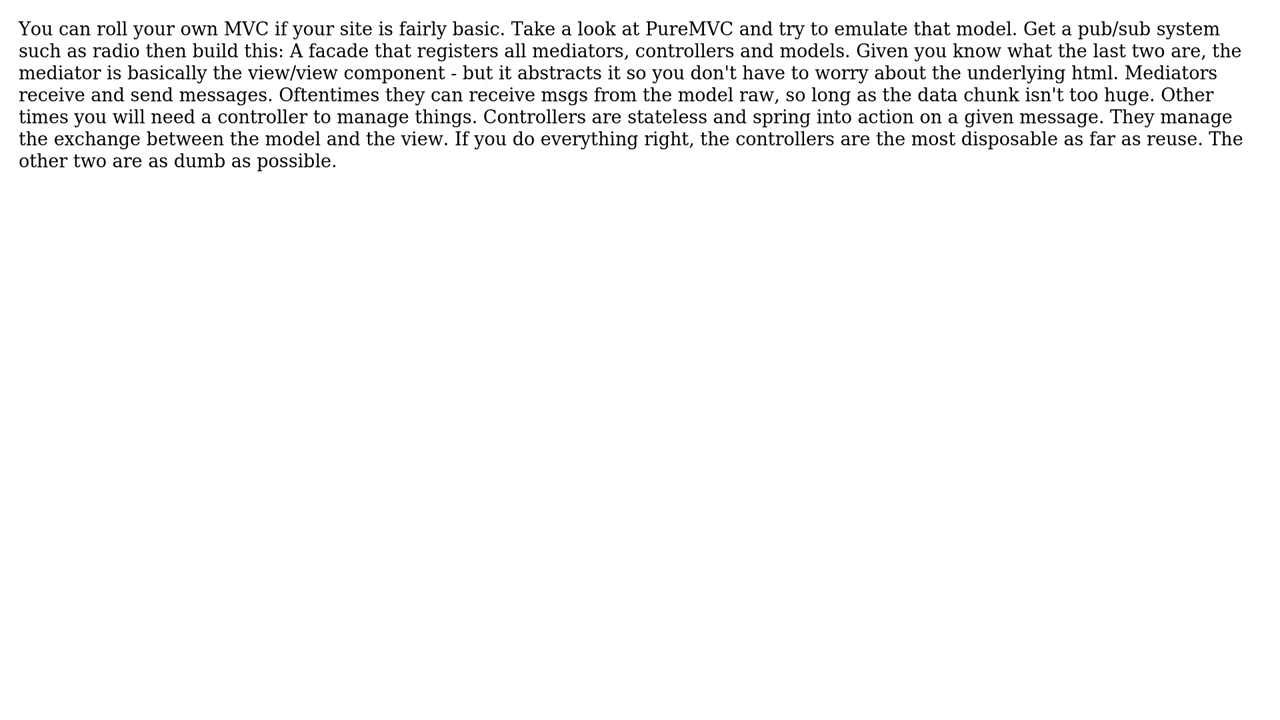 You can roll your own MVC if your site is fairly basic. Take a look at PureMVC and try to emulate that model. Get a pub/sub system
such as radio then build this: A facade that registers all mediators, controllers and models. Given you know what the last two are, the
mediator is basically the view/view component - but it abstracts it so you don't have to worry about the underlying html. Mediators
receive and send messages. Oftentimes they can receive msgs from the model raw, so long as the data chunk isn't too huge. Other
times you will need a controller to manage things. Controllers are stateless and spring into action on a given message. They manage
the exchange between the model and the view. If you do everything right, the controllers are the most disposable as far as reuse. The
other two are as dumb as possible.